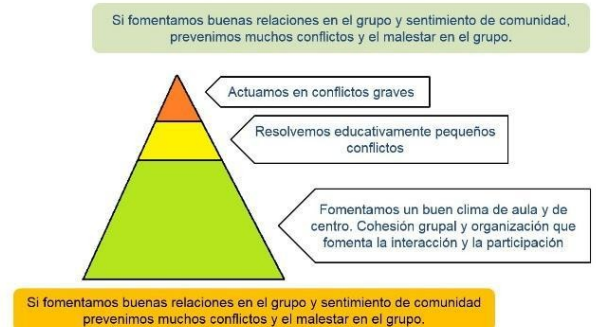 Si fomentamos buenas relaciones en el grupo y sentimiento de comunidad,
prevenimos muchos conflictos y el malestar en el grupo.
Actuamos en conflictos graves
Resolvemos educativamente pequeños
conflictos
Fomentamos un buen clima de aula y de
centro. Cohesión grupal y organización que
fomenta la interacción y la participación
Si fomentamos buenas relaciones en el grupo y sentimiento de comunidad
prevenimos muchos conflictos y el malestar en el grupo.